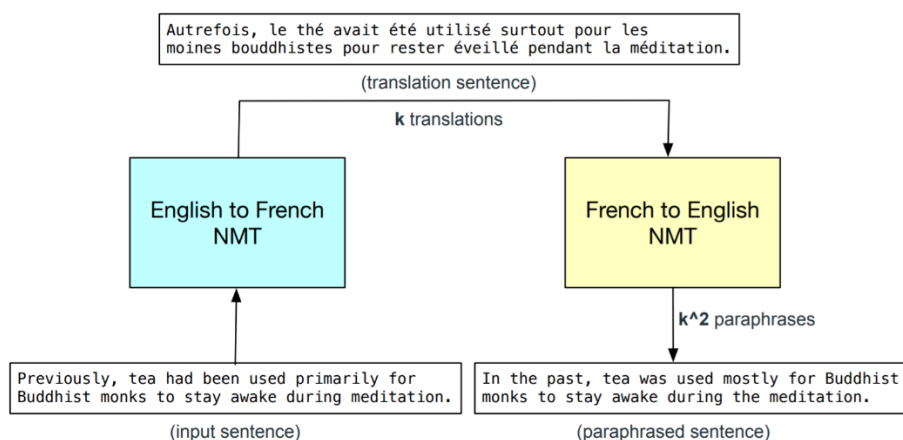 Autrefois, le thé avait été utilisé surtout pour les
moines bouddhistes pour rester éveillé pendant la méditation.
(translation sentence)
k translations
English to French
NMT
French to English
NMT
k^2 paraphrases
Previously, tea had been used primarily for
Buddhist monks to stay awake during meditation.
(input sentence)
In the past, tea was used mostly for Buddhist
monks to stay awake during the meditation.
(paraphrased sentence)